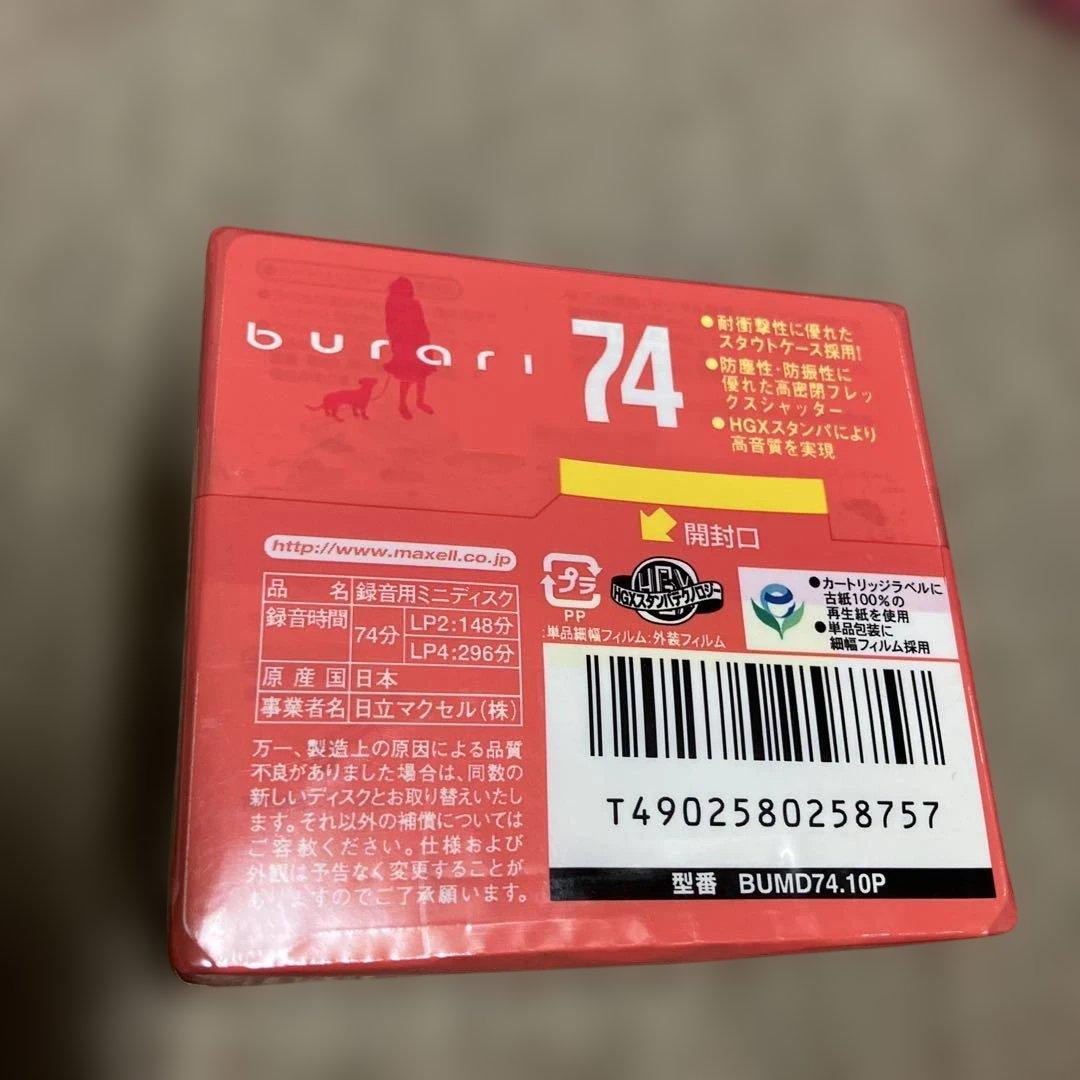 burari
74
●耐衝撃性に優れた
スタウトケース採用!
●防塵性・防振性に
優れた高密閉フレッ
クスシャッター
●HGXスタンパにより
高音質を実現
開封口
http://www.maxell.co.jp
品 名 録音用ミニディスク
録音時間 74分 LP2:148分
LP4:296分
原産国 日本
事業者名 日立マクセル(株)
万一、製造上の原因による品質
不良がありました場合は、同数の
新しいディスクとお取り替えいたし
ます。それ以外の補償については
ご容赦ください。仕様および
外観は予告なく変更することが
ありますのでご了承願います。
プラ
PP
:単品細幅フィルム:外装フィルム
HGXスタンパテクノロジー
●カートリッジラベルに
古紙100%の
再生紙を使用
●単品包装に
細幅フィルム採用
T4902580258757
型番 BUMD74.10P